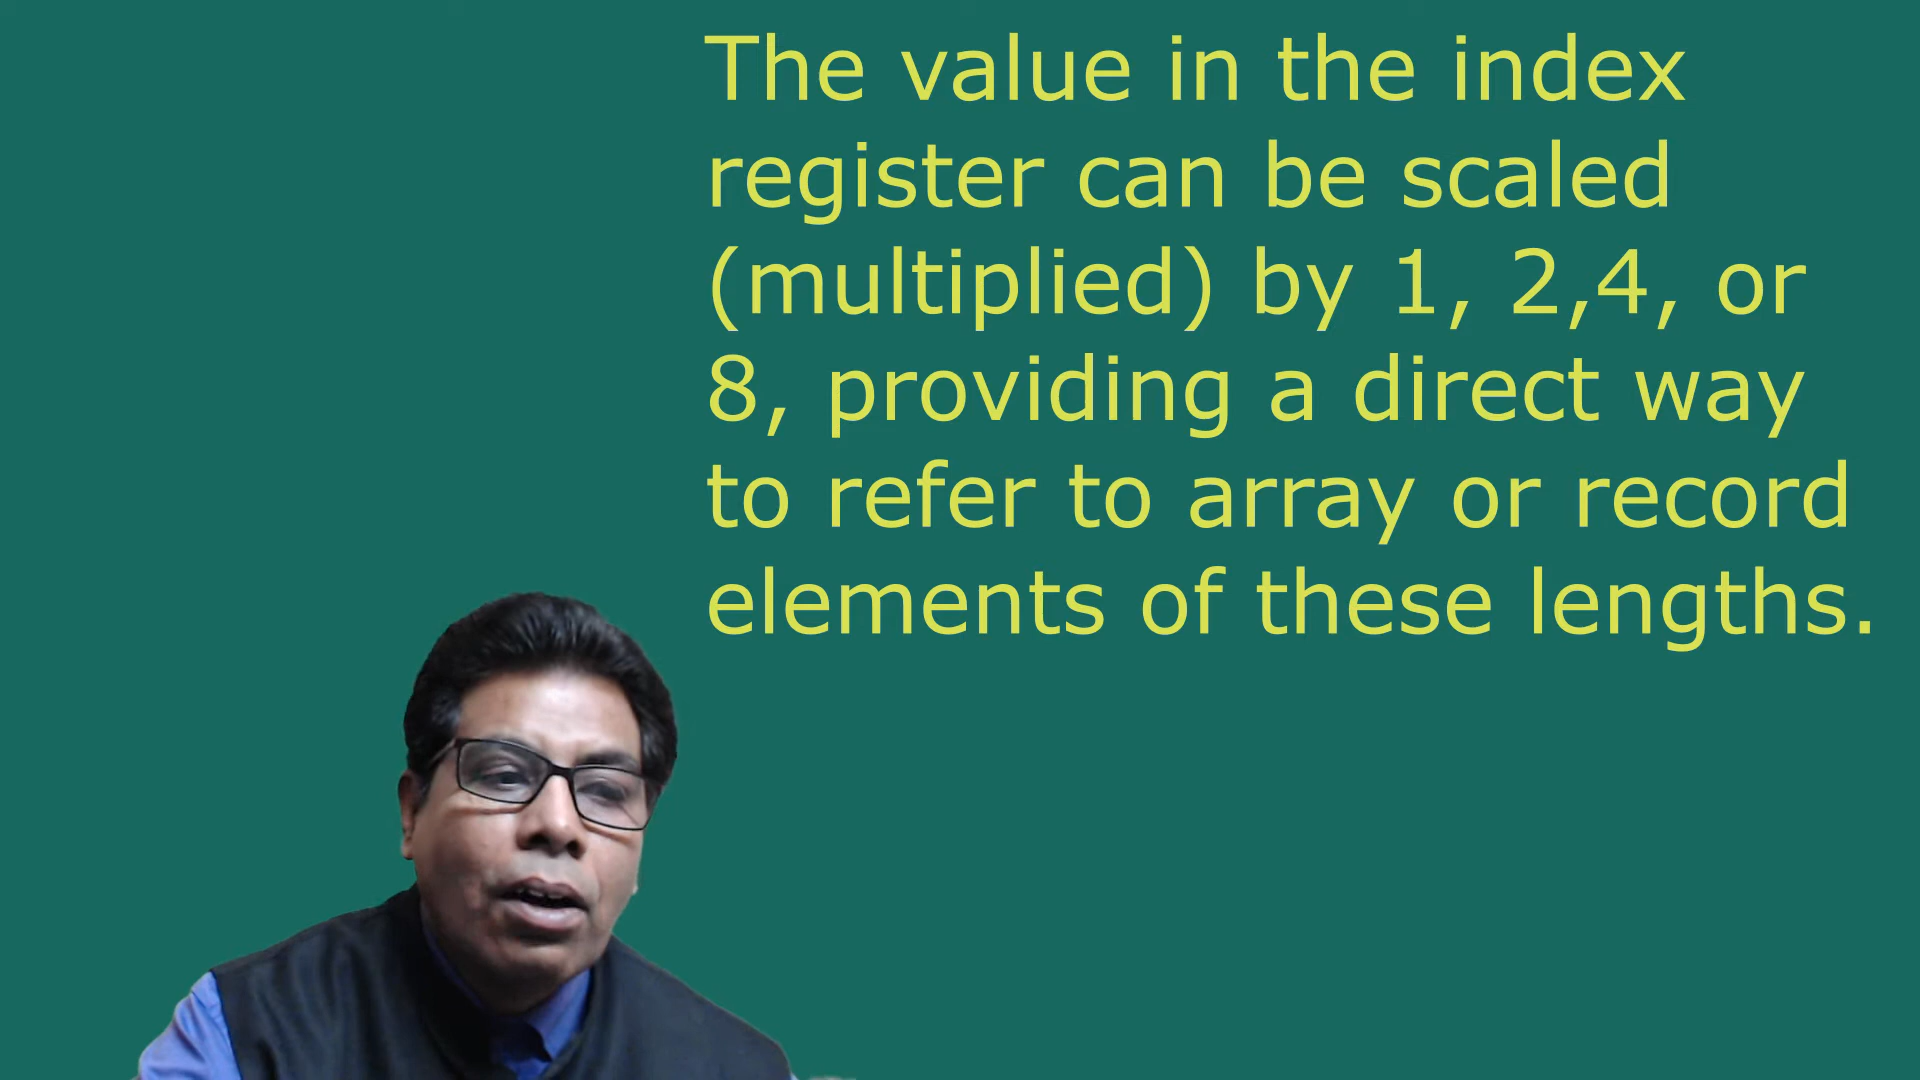 The value in the index
register can be scaled
(multiplied) by 1, 2,4, or
8, providing a direct way
to refer to array or record
elements of these lengths.